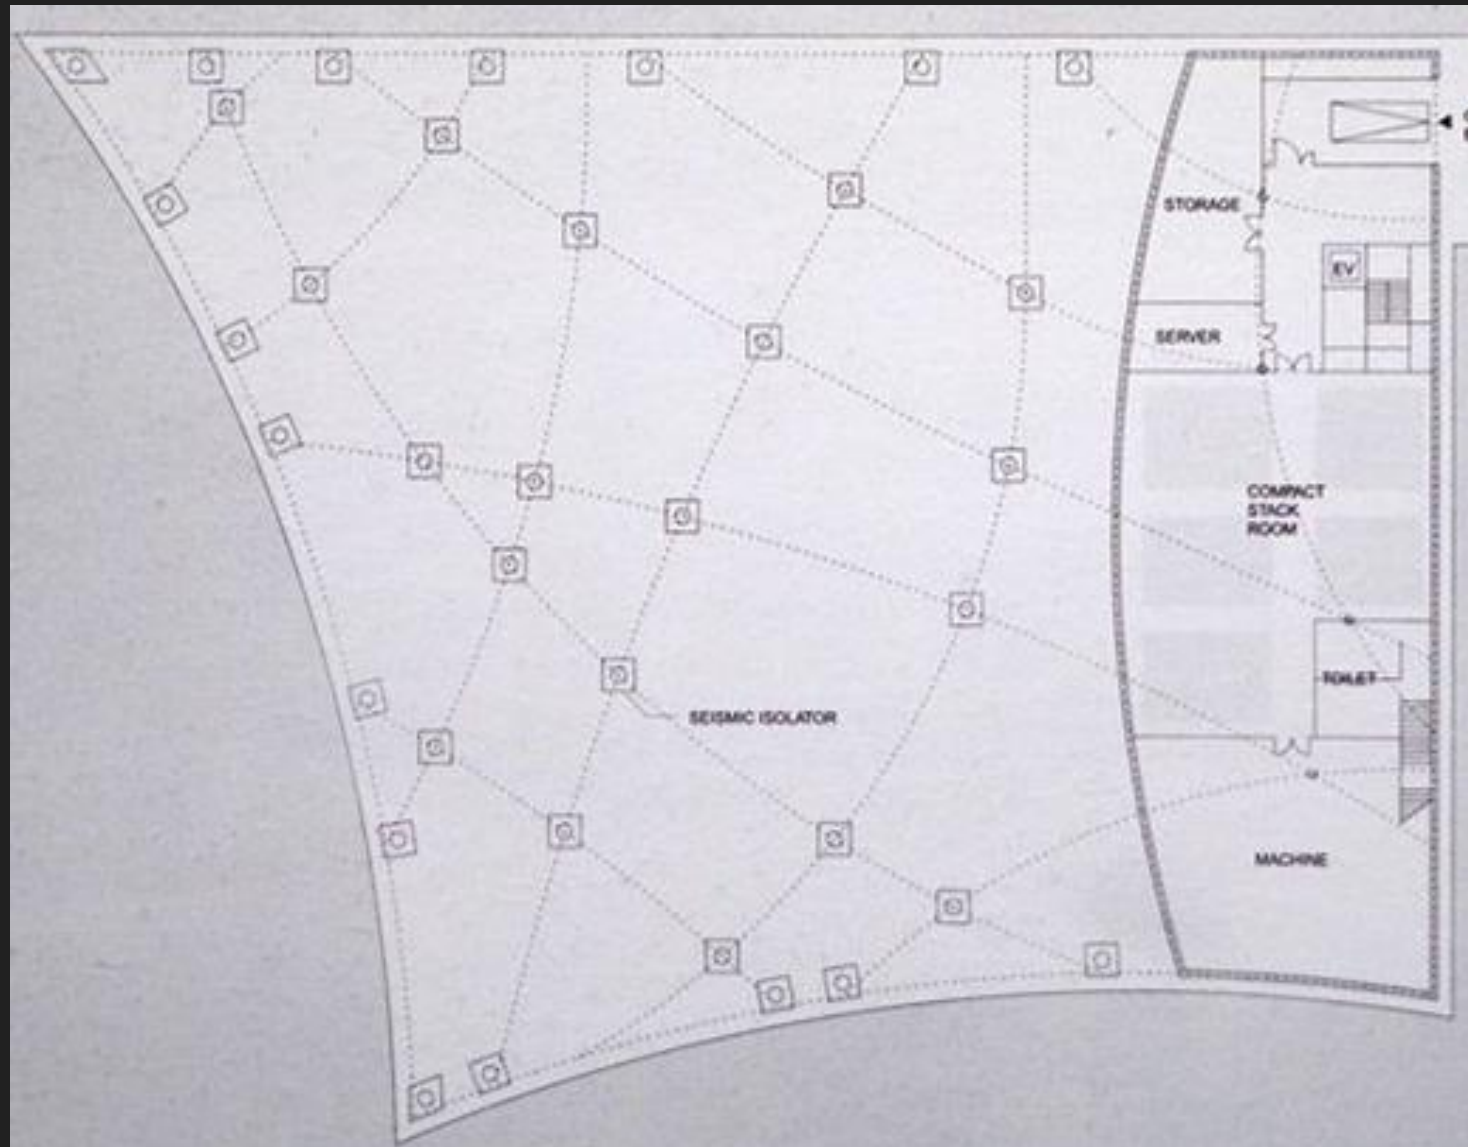 STORAGE
EV
SERVER
COMPACT
STACK
ROOM
TOILET
SEISMIC ISOLATOR
MACHINE